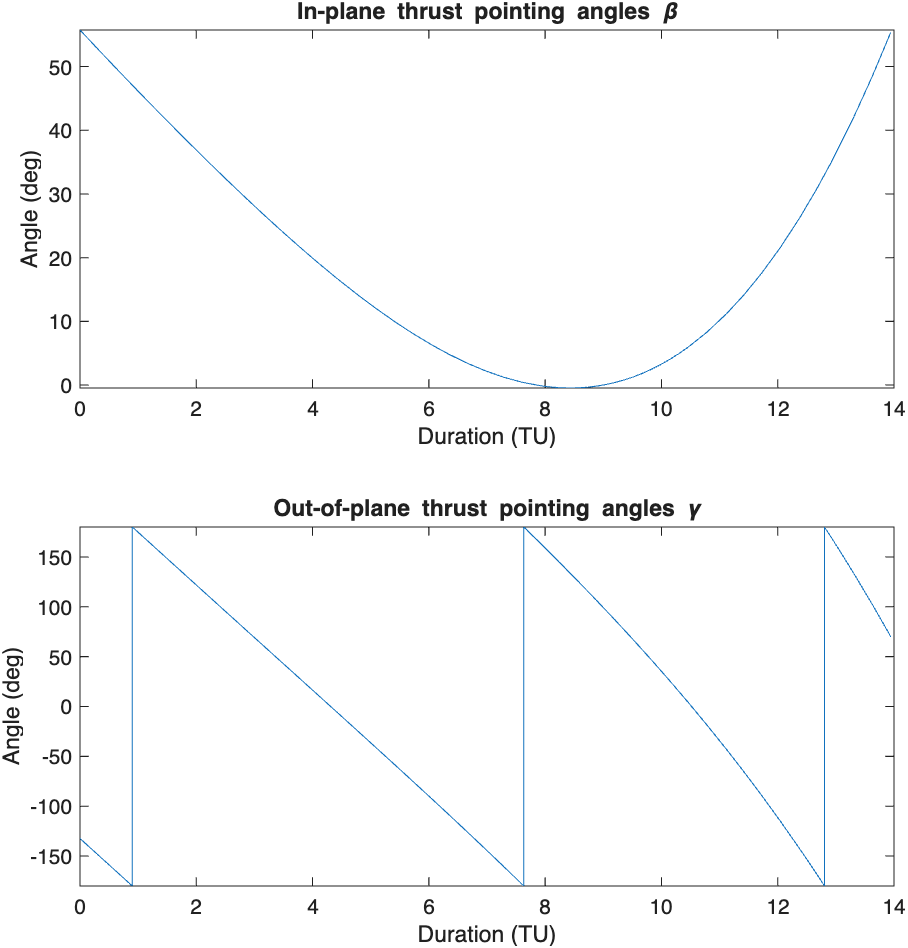 In-plane thrust pointing angles β
50
40
30
20
10
0
Angle (deg)
0 2 4 6 8 10 12 14
Duration (TU)
Out-of-plane thrust pointing angles γ
150
100
50
0
-50
-100
-150
Angle (deg)
0 2 4 6 8 10 12 14
Duration (TU)